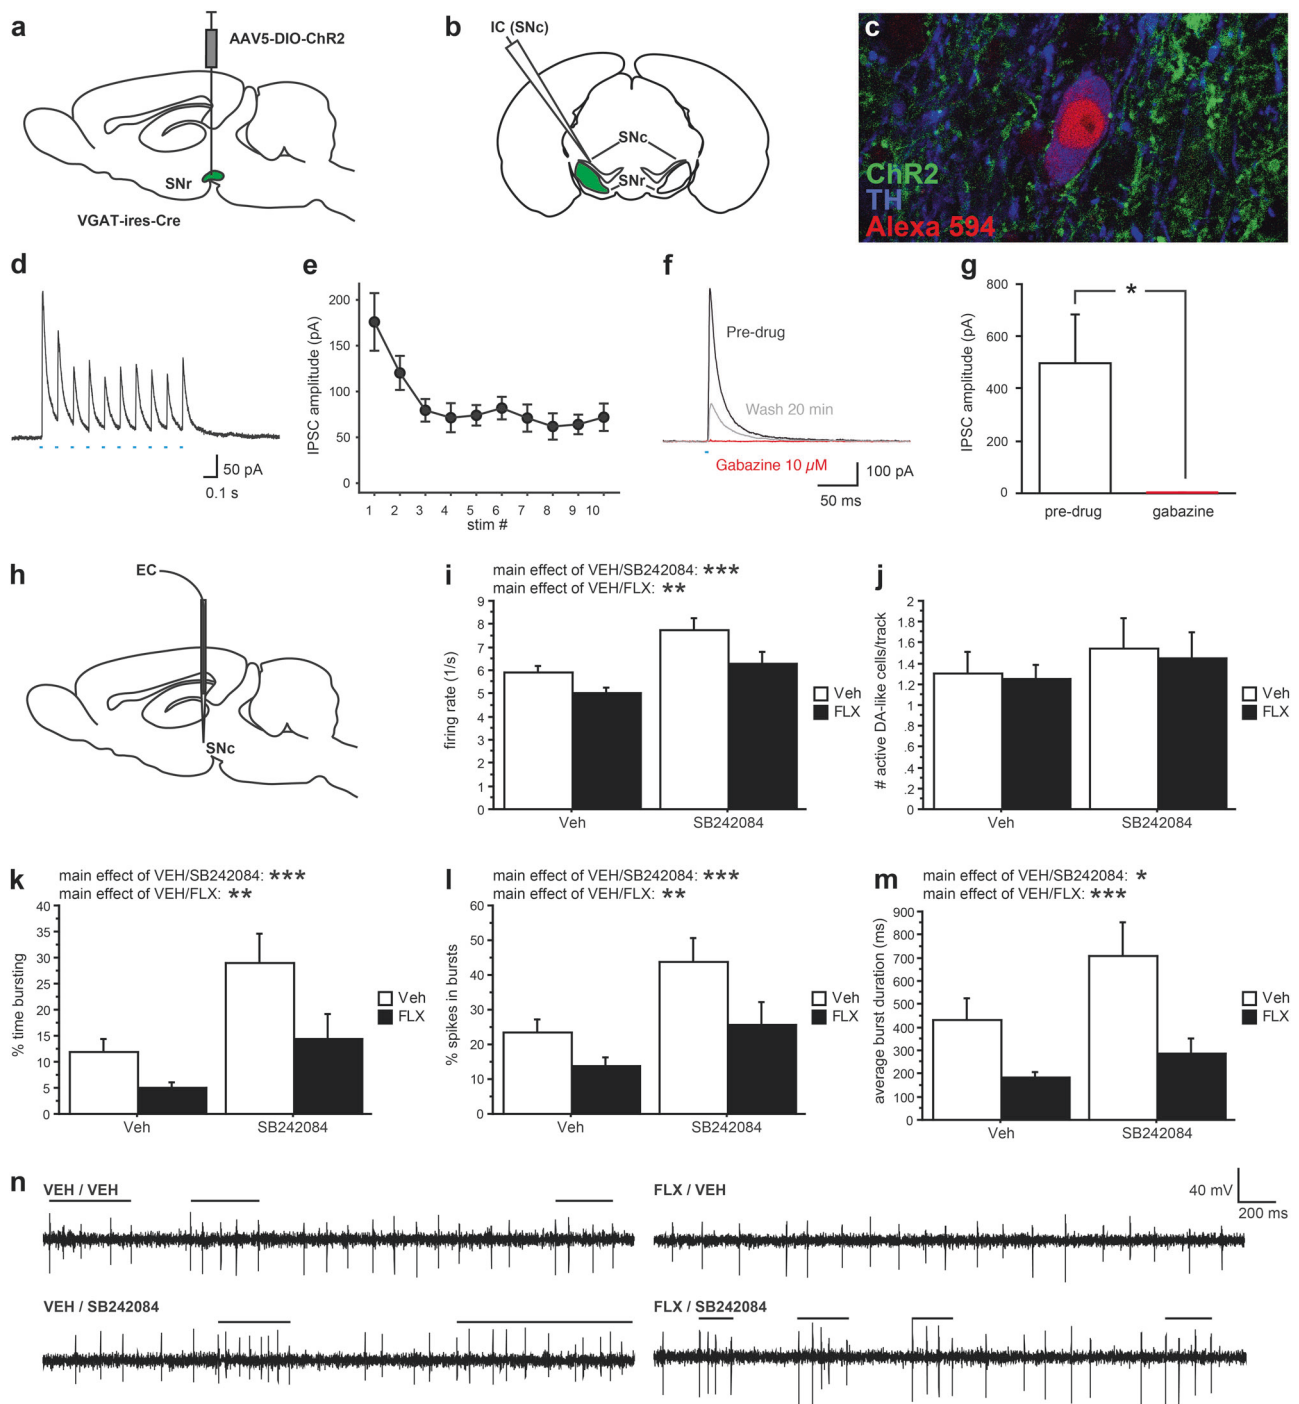 a
AAV5-DIO-ChR2
SNr
VGAT-ires-Cre
b
IC (SNc)
SNc
SNr
c
ChR2
TH
Alexa 594
d
50 pA
0.1 s
e
IPSC amplitude (pA)
200
150
100
50
0
1 2 3 4 5 6 7 8 9 10
stim #
f
Pre-drug
Wash 20 min
Gabazine 10 µM
100 pA
50 ms
g
IPSC amplitude (pA)
800
600
400
200
0
*
pre-drug gabazine
h
EC
SNc
i
main effect of VEH/SB242084: ***
main effect of VEH/FLX: **
firing rate (1/s)
9
8
7
6
5
4
3
2
1
0
Veh SB242084
Veh
FLX
j
# active DA-like cells/track
2
1.8
1.6
1.4
1.2
1
.8
.6
.4
.2
0
Veh SB242084
Veh
FLX
k
main effect of VEH/SB242084: ***
main effect of VEH/FLX: **
% time bursting
40
35
30
25
20
15
10
5
0
Veh SB242084
Veh
FLX
l
main effect of VEH/SB242084: ***
main effect of VEH/FLX: **
% spikes in bursts
60
50
40
30
20
10
0
Veh SB242084
Veh
FLX
m
main effect of VEH/SB242084: *
main effect of VEH/FLX: ***
average burst duration (ms)
900
800
700
600
500
400
300
200
100
0
Veh SB242084
Veh
FLX
n
VEH / VEH
FLX / VEH
40 mV
200 ms
VEH / SB242084
FLX / SB242084